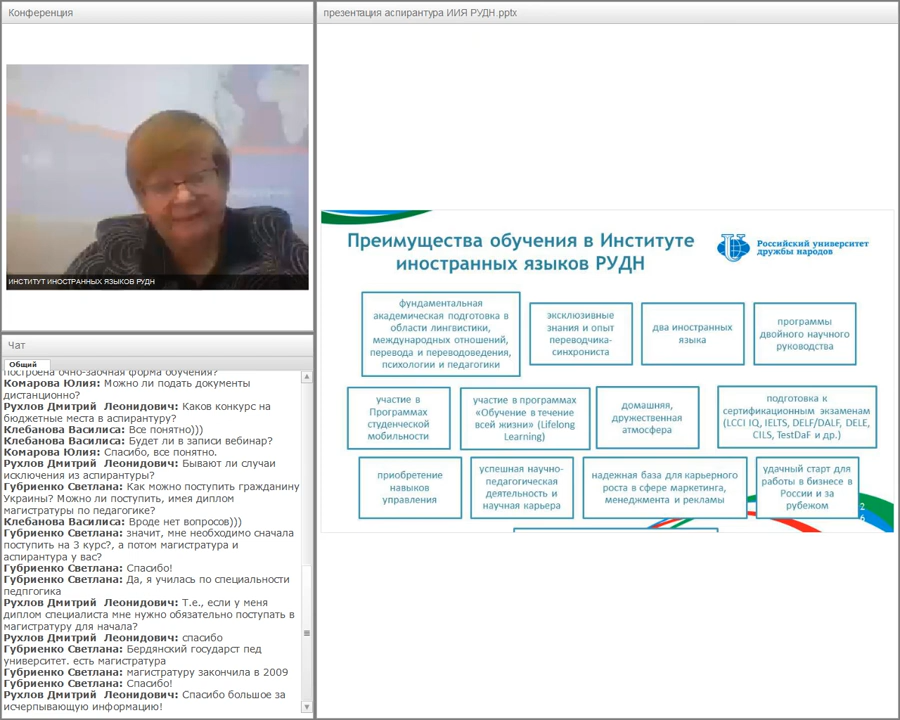 Конференция
ИНСТИТУТ ИНОСТРАННЫХ ЯЗЫКОВ РУДН
Чат
Общий
построена очно-заочная форма обучения?
Комарова Юлия: Можно ли подать документы
дистанционно?
Рухлов Дмитрий Леонидович: Каков конкурс на
бюджетные места в аспирантуру?
Клебанова Василиса: Все понятно)))
Клебанова Василиса: Будет ли в записи вебинар?
Комарова Юлия: Спасибо, все понятно.
Рухлов Дмитрий Леонидович: Бывают ли случаи
исключения из аспирантуры?
Губриенко Светлана: Как можно поступить гражданину
Украины? Можно ли поступить, имея диплом
магистратуры по педагогике?
Клебанова Василиса: Вроде нет вопросов)))
Губриенко Светлана: значит, мне необходимо сначала
поступить на 3 курс?, а потом магистратура и
аспирантура у вас?
Губриенко Светлана: Спасибо!
Губриенко Светлана: Да, я училась по специальности
педпгогика
Рухлов Дмитрий Леонидович: Т.е., если у меня
диплом специалиста мне нужно обязательно поступать в
магистратуру для начала?
Рухлов Дмитрий Леонидович: спасибо
Губриенко Светлана: Бердянский государст пед
университет. есть магистратура
Губриенко Светлана: магистратуру закончила в 2009
Губриенко Светлана: Спасибо!
Рухлов Дмитрий Леонидович: Спасибо большое за
исчерпывающую информацию!
презентация аспирантура ИИЯ РУДН.pptx
Преимущества обучения в Институте
иностранных языков РУДН
Российский университет
дружбы народов
фундаментальная
академическая подготовка в
области лингвистики,
международных отношений,
перевода и переводоведения,
психологии и педагогики
эксклюзивные
знания и опыт
переводчика-
синхрониста
два иностранных
языка
программы
двойного научного
руководства
участие в
Программах
студенческой
мобильности
участие в программах
«Обучение в течение
всей жизни» (Lifelong
Learning)
домашняя,
дружественная
атмосфера
подготовка к
сертификационным экзаменам
(LCCI IQ, IELTS, DELF/DALF, DELE,
CILS, TestDaF и др.)
приобретение
навыков
управления
успешная научно-
педагогическая
деятельность и
научная карьера
надежная база для карьерного
роста в сфере маркетинга,
менеджмента и рекламы
удачный старт для
работы в бизнесе в
России и за
рубежом
2
6